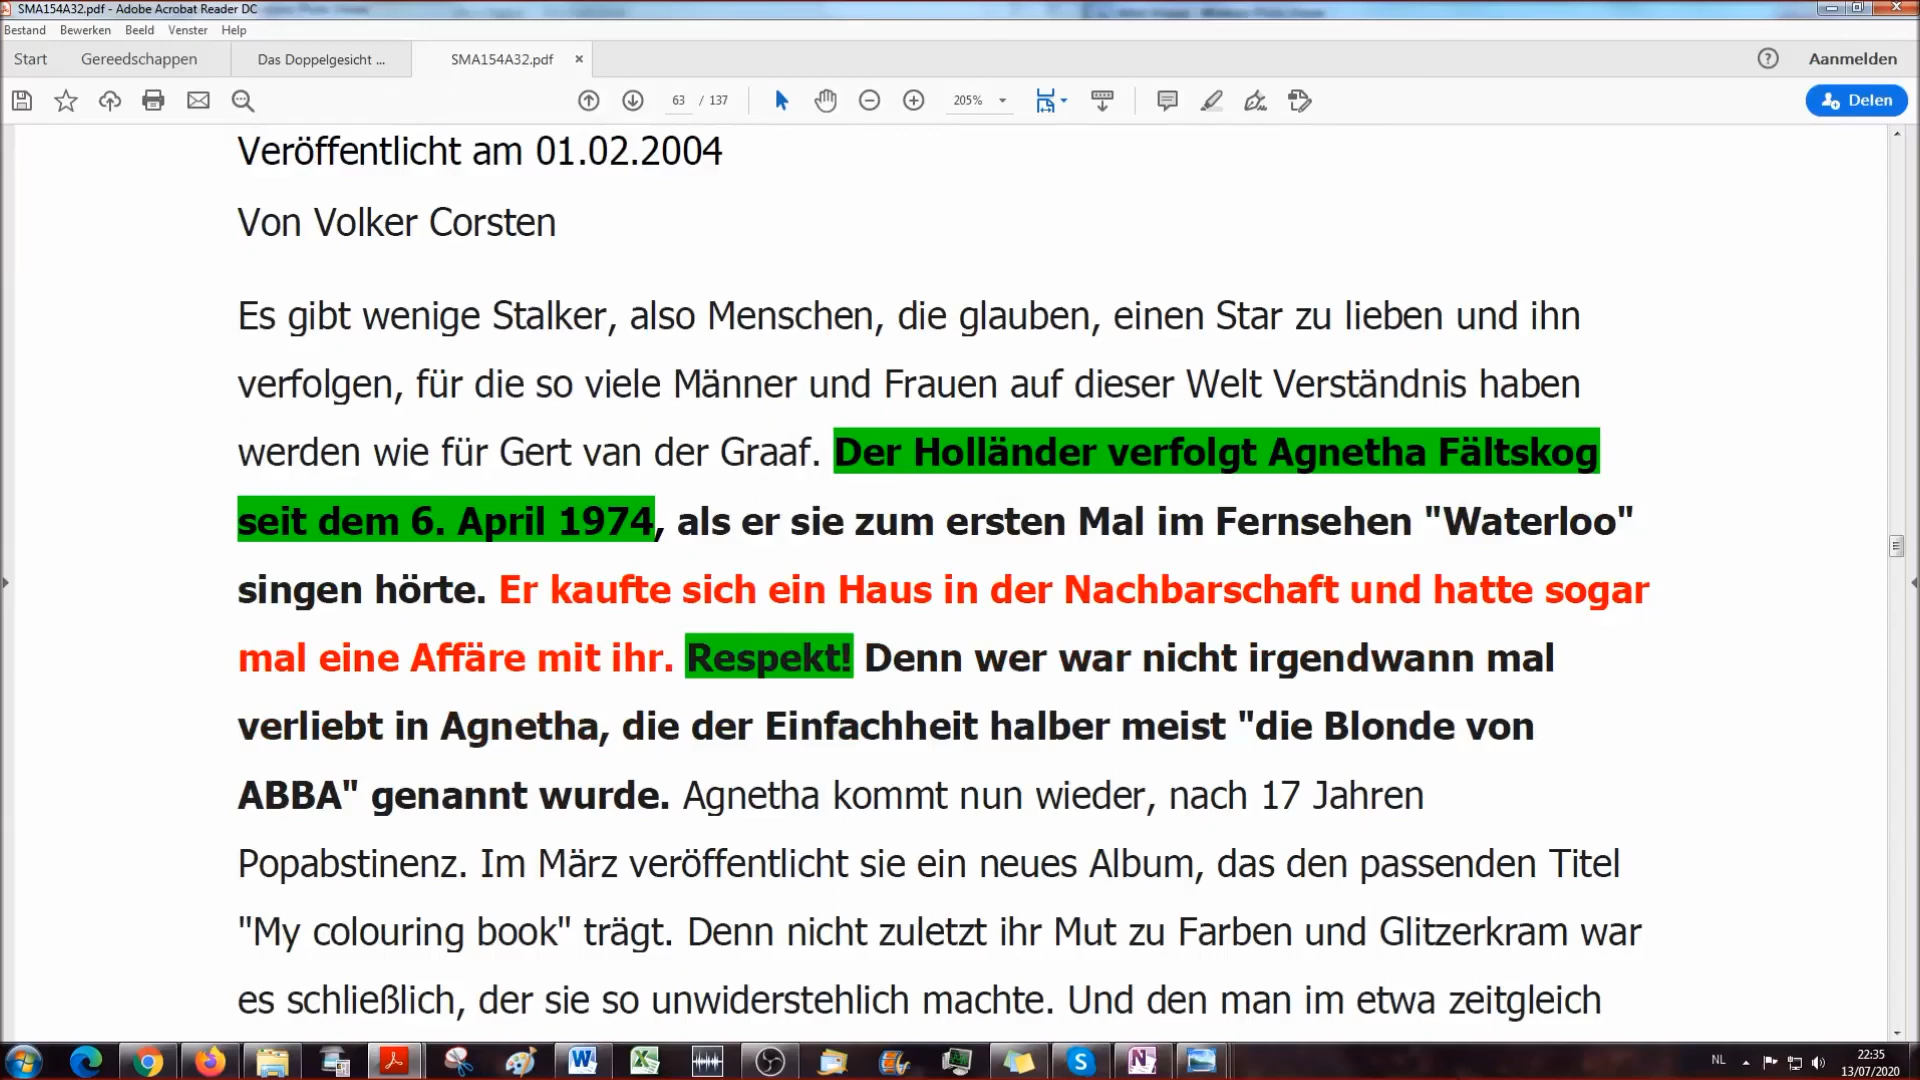 SMA154A32.pdf - Adobe Acrobat Reader DC
Bestand Bewerken Beeld Venster Help
Start Gereedschappen Das Doppelgesicht ... SMA154A32.pdf × ? Aanmelden
63 / 137 205% Delen
Veröffentlicht am 01.02.2004
Von Volker Corsten
Es gibt wenige Stalker, also Menschen, die glauben, einen Star zu lieben und ihn
verfolgen, für die so viele Männer und Frauen auf dieser Welt Verständnis haben
werden wie für Gert van der Graaf. Der Holländer verfolgt Agnetha Fältskog
seit dem 6. April 1974, als er sie zum ersten Mal im Fernsehen "Waterloo"
singen hörte. Er kaufte sich ein Haus in der Nachbarschaft und hatte sogar
mal eine Affäre mit ihr. Respekt! Denn wer war nicht irgendwann mal
verliebt in Agnetha, die der Einfachheit halber meist "die Blonde von
ABBA" genannt wurde. Agnetha kommt nun wieder, nach 17 Jahren
Popabstinenz. Im März veröffentlicht sie ein neues Album, das den passenden Titel
"My colouring book" trägt. Denn nicht zuletzt ihr Mut zu Farben und Glitzerkram war
es schließlich, der sie so unwiderstehlich machte. Und den man im etwa zeitgleich
NL 22:35
13/07/2020